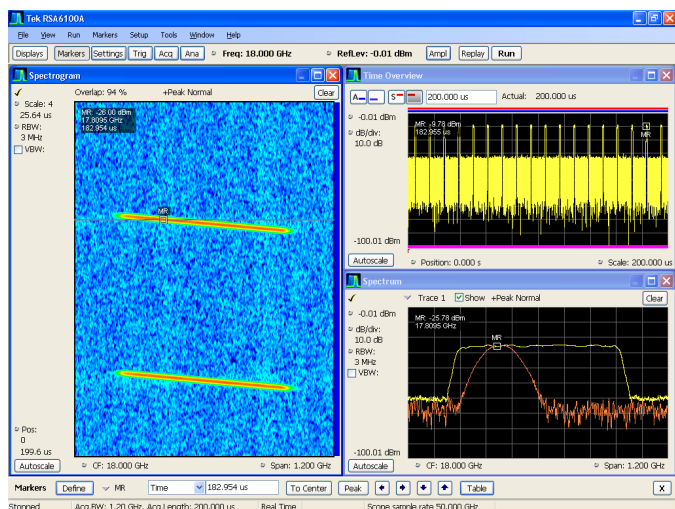 Tek RSA6100A
File View Run Markers Setup Tools Window Help
Displays Markers Settings Trig Acq Ana Freq: 18.000 GHz RefLev: -0.01 dBm Ampl Replay Run
Spectrogram
Overlap: 94 % +Peak Normal Clear
Scale: 4
25.64 us
RBW:
3 MHz
VBW:
MR: -26.00 dBm
17.8095 GHz
182.954 us
MR
Pos:
0
199.6 us
Autoscale CF: 18.000 GHz Span: 1.200 GHz
Time Overview
A S 200.000 us Actual: 200.000 us
-0.01 dBm
dB/div:
10.0 dB
MR: -9.78 dBm
182.955 us
MR
-100.01 dBm
Autoscale Position: 0.000 s Scale: 200.000 us
Spectrum
Trace 1 Show +Peak Normal Clear
-0.01 dBm
dB/div:
10.0 dB
RBW:
3 MHz
VBW:
MR: -25.78 dBm
17.8095 GHz
MR
-100.01 dBm
Autoscale CF: 18.000 GHz Span: 1.200 GHz
Markers Define MR Time 182.954 us To Center Peak Table X
Stopped Acq BW: 1.20 GHz, Acq Length: 200.000 us Real Time Scope sample rate 50.000 GHz